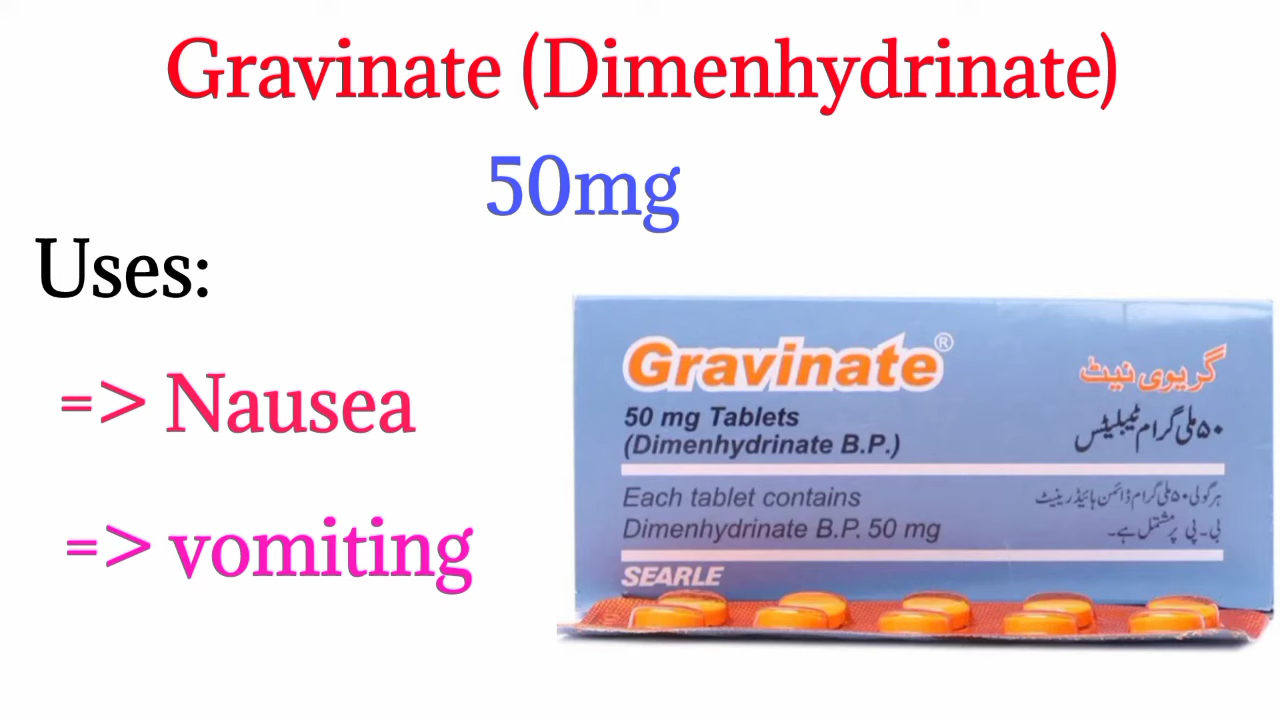 Gravinate (Dimenhydrinate)
50mg
Uses:
=> Nausea
=> vomiting
Gravinate®
گریوی نیٹ
50 mg Tablets
(Dimenhydrinate B.P.)
۵۰ ملی گرام ٹیبلیٹس
Each tablet contains
Dimenhydrinate B.P. 50 mg
ہر گولی ۵۰ ملی گرام ڈائمن ہائیڈرینیٹ
بی - پی پر مشتمل ہے۔
SEARLE